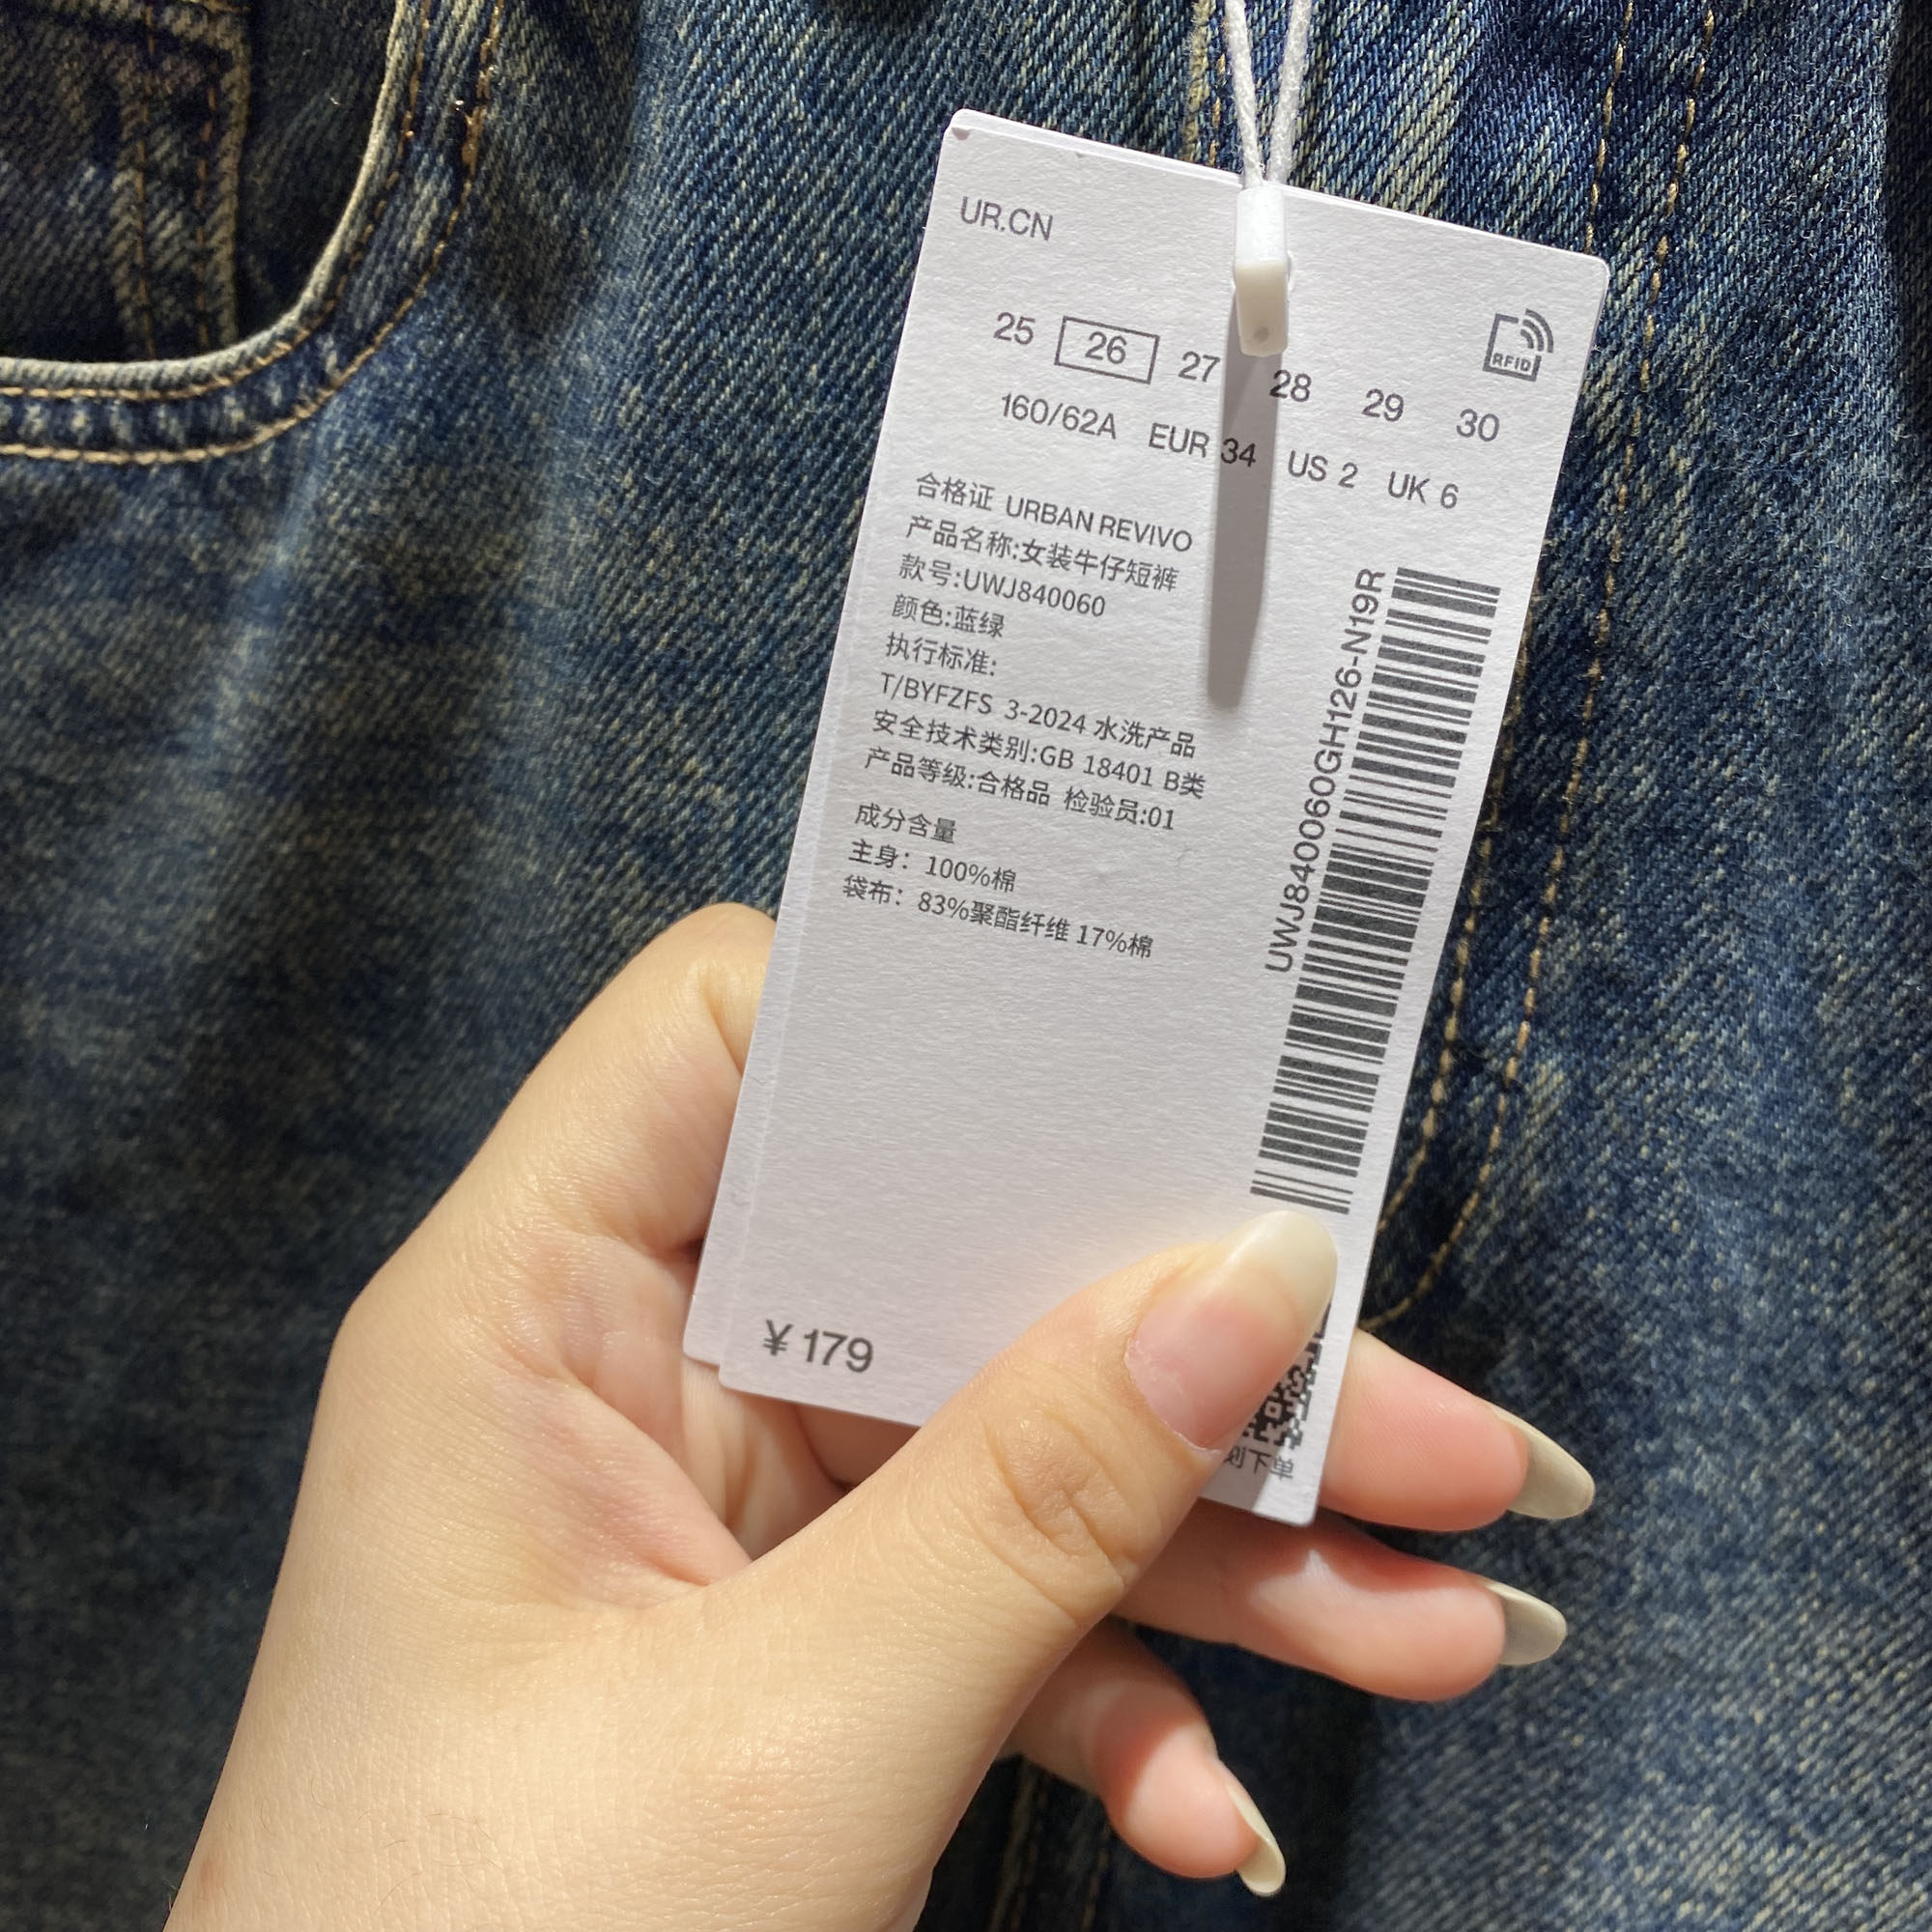 UR.CN
RFID
25 26 27 28 29 30
160/62A EUR 34 US 2 UK 6
合格证 URBAN REVIVO
产品名称:女装牛仔短裤
款号:UWJ840060
颜色:蓝绿
执行标准:
T/BYFZFS 3-2024 水洗产品
安全技术类别:GB 18401 B类
产品等级:合格品 检验员:01
成分含量
主身：100%棉
袋布：83%聚酯纤维 17%棉
UWJ840060GH126-N19R
¥ 179
刻下单